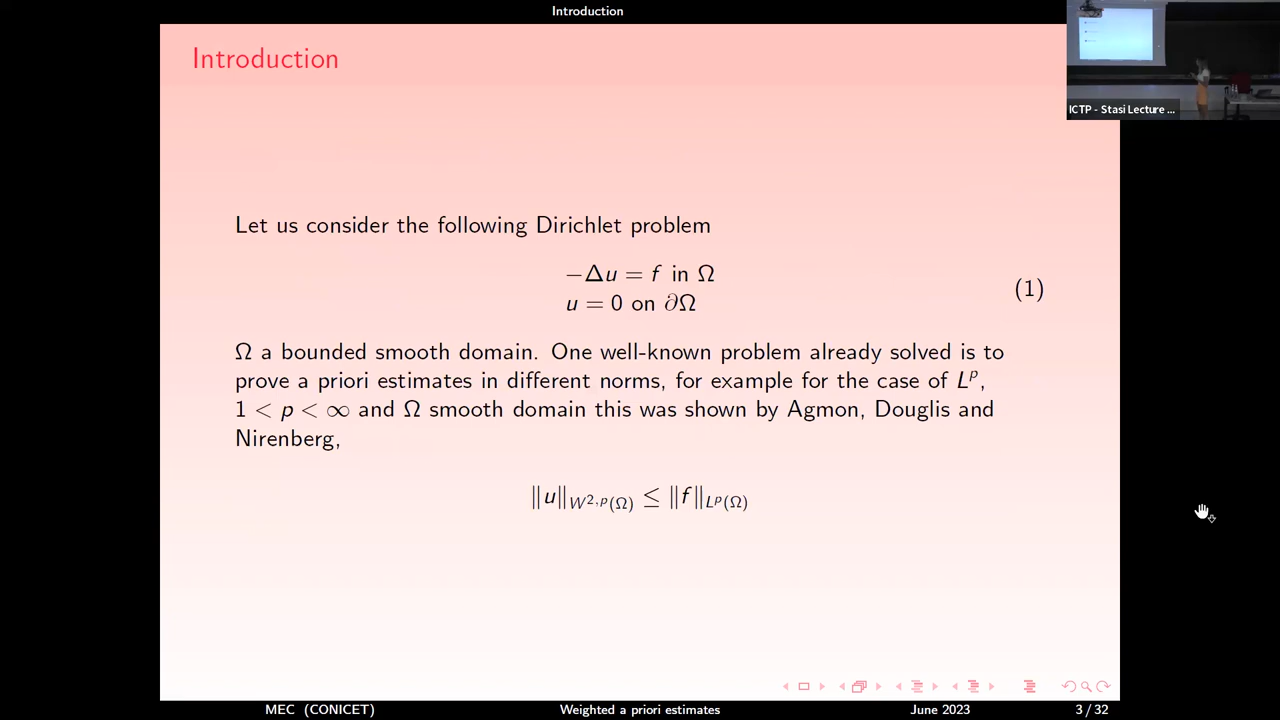 Introduction
Introduction
ICTP - Stasi Lecture ...
Let us consider the following Dirichlet problem
−Δu = f in Ω
u = 0 on ∂Ω
(1)
Ω a bounded smooth domain. One well-known problem already solved is to
prove a priori estimates in different norms, for example for the case of L^p,
1 < p < ∞ and Ω smooth domain this was shown by Agmon, Douglis and
Nirenberg,
‖u‖_{W^{2,p}(Ω)} ≤ ‖f‖_{L^p(Ω)}
MEC (CONICET) Weighted a priori estimates June 2023 3 / 32